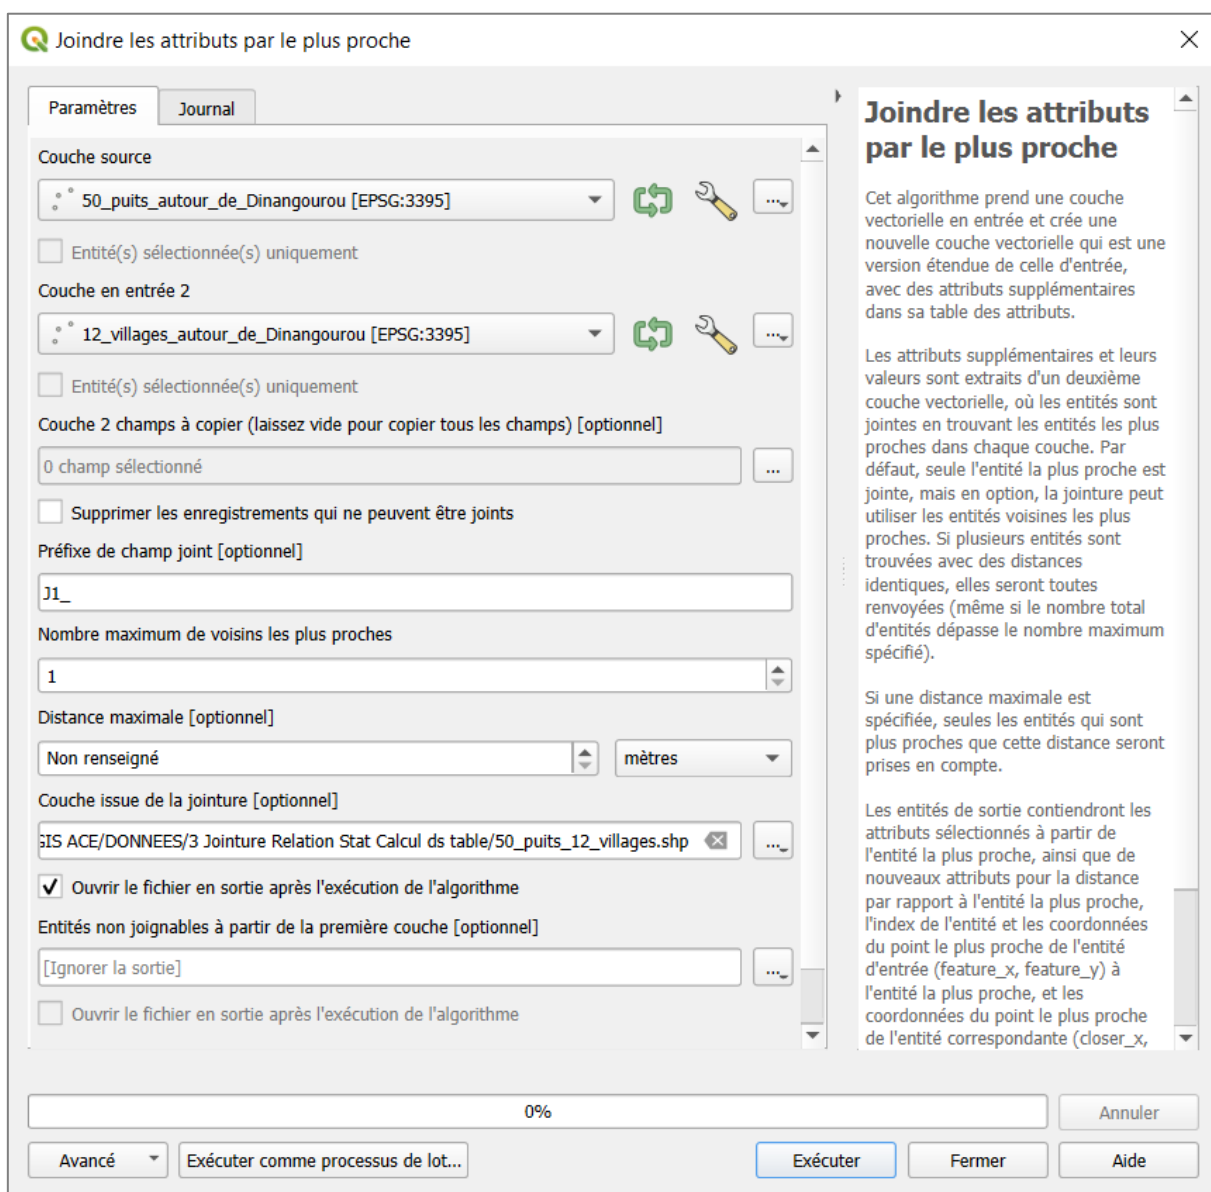 Joindre les attributs par le plus proche
Paramètres
Journal
Couche source
50_puits_autour_de_Dinangourou [EPSG:3395]
...
Entité(s) sélectionnée(s) uniquement
Couche en entrée 2
12_villages_autour_de_Dinangourou [EPSG:3395]
...
Entité(s) sélectionnée(s) uniquement
Couche 2 champs à copier (laissez vide pour copier tous les champs) [optionnel]
0 champ sélectionné
...
Supprimer les enregistrements qui ne peuvent être joints
Préfixe de champ joint [optionnel]
J1_
Nombre maximum de voisins les plus proches
1
Distance maximale [optionnel]
Non renseigné
mètres
Couche issue de la jointure [optionnel]
GIS ACE/DONNEES/3 Jointure Relation Stat Calcul ds table/50_puits_12_villages.shp
...
Ouvrir le fichier en sortie après l'exécution de l'algorithme
Entités non joignables à partir de la première couche [optionnel]
[Ignorer la sortie]
...
Ouvrir le fichier en sortie après l'exécution de l'algorithme
Joindre les attributs
par le plus proche
Cet algorithme prend une couche
vectorielle en entrée et crée une
nouvelle couche vectorielle qui est une
version étendue de celle d'entrée,
avec des attributs supplémentaires
dans sa table des attributs.
Les attributs supplémentaires et leurs
valeurs sont extraits d'un deuxième
couche vectorielle, où les entités sont
jointes en trouvant les entités les plus
proches dans chaque couche. Par
défaut, seule l'entité la plus proche est
jointe, mais en option, la jointure peut
utiliser les entités voisines les plus
proches. Si plusieurs entités sont
trouvées avec des distances
identiques, elles seront toutes
renvoyées (même si le nombre total
d'entités dépasse le nombre maximum
spécifié).
Si une distance maximale est
spécifiée, seules les entités qui sont
plus proches que cette distance seront
prises en compte.
Les entités de sortie contiendront les
attributs sélectionnés à partir de
l'entité la plus proche, ainsi que de
nouveaux attributs pour la distance
par rapport à l'entité la plus proche,
l'index de l'entité et les coordonnées
du point le plus proche de l'entité
d'entrée (feature_x, feature_y) à
l'entité la plus proche, et les
coordonnées du point le plus proche
de l'entité correspondante (closer_x,
0%
Annuler
Avancé
Exécuter comme processus de lot...
Exécuter
Fermer
Aide